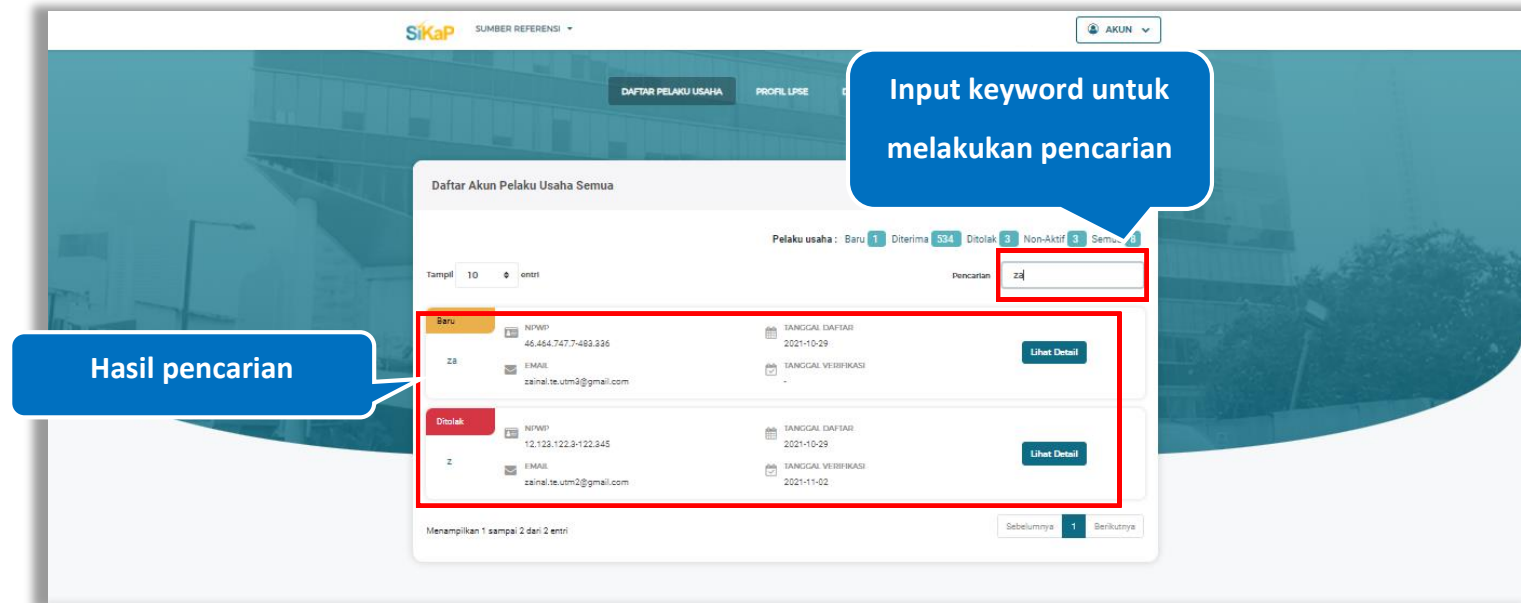 SiKaP SUMBER REFERENSI AKUN
DAFTAR PELAKU USAHA PROFIL LPSE
Input keyword untuk
melakukan pencarian
Daftar Akun Pelaku Usaha Semua
Pelaku usaha : Baru 1 Diterima 534 Ditolak 3 Non-Aktif 3
Tampil 10 entri Pencarian za
Baru
NPWP TANGGAL DAFTAR
46.464.747.7-483.336 2021-10-29
Lihat Detail
za
EMAIL TANGGAL VERIFIKASI
zainal.te.utm3@gmail.com -
Hasil pencarian
Ditolak
NPWP TANGGAL DAFTAR
12.123.122.3-122.345 2021-10-29
Lihat Detail
z
EMAIL TANGGAL VERIFIKASI
zainal.te.utm2@gmail.com 2021-11-02
Menampilkan 1 sampai 2 dari 2 entri Sebelumnya 1 Berikutnya